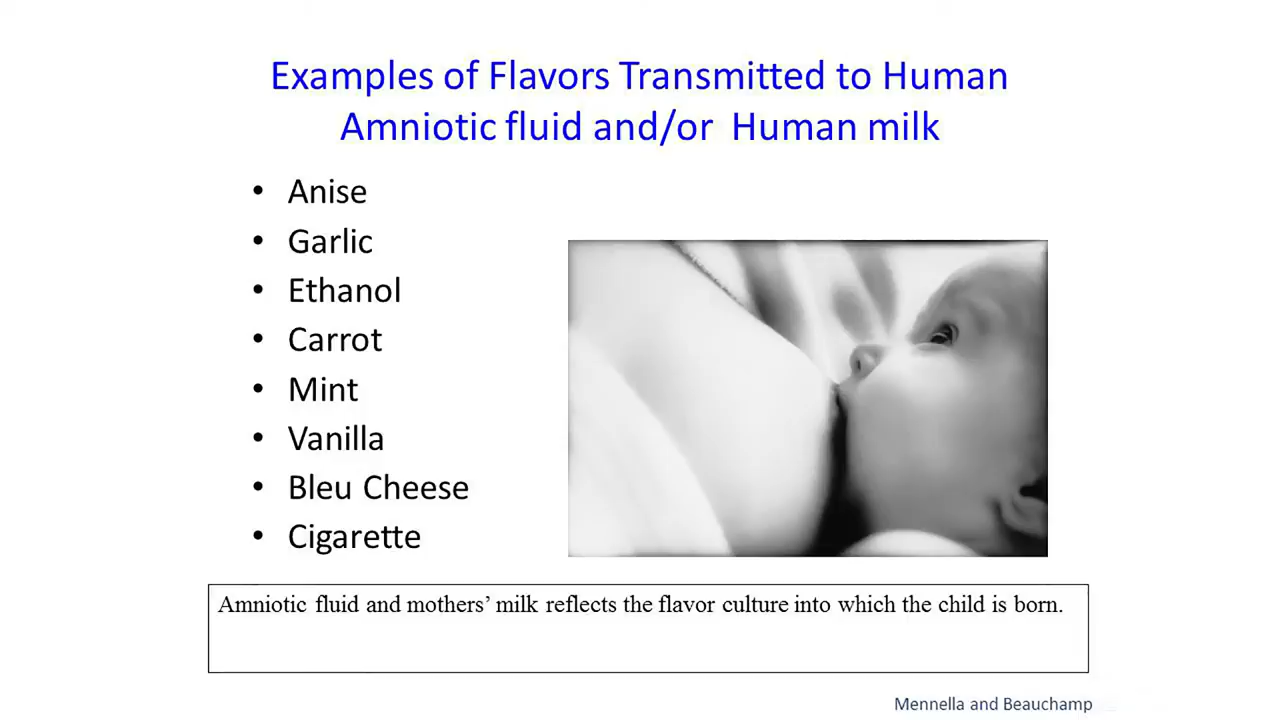 Examples of Flavors Transmitted to Human
Amniotic fluid and/or Human milk
• Anise
• Garlic
• Ethanol
• Carrot
• Mint
• Vanilla
• Bleu Cheese
• Cigarette
Amniotic fluid and mothers’ milk reflects the flavor culture into which the child is born.
Mennella and Beauchamp